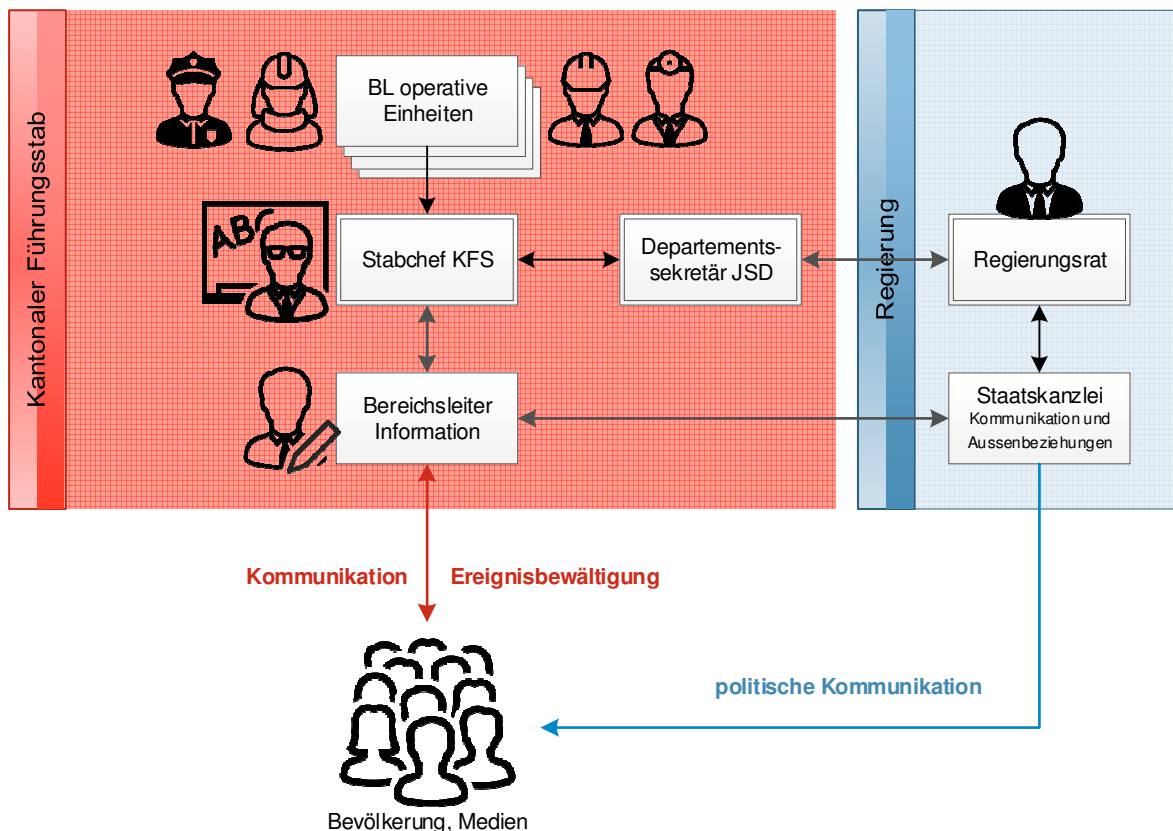 Kantonaler Führungsstab
BL operative
Einheiten
ABC
Stabchef KFS
Departements-
sekretär JSD
Bereichsleiter
Information
Regierung
Regierungsrat
Staatskanzlei
Kommunikation und
Aussenbeziehungen
Kommunikation Ereignisbewältigung
politische Kommunikation
Bevölkerung, Medien